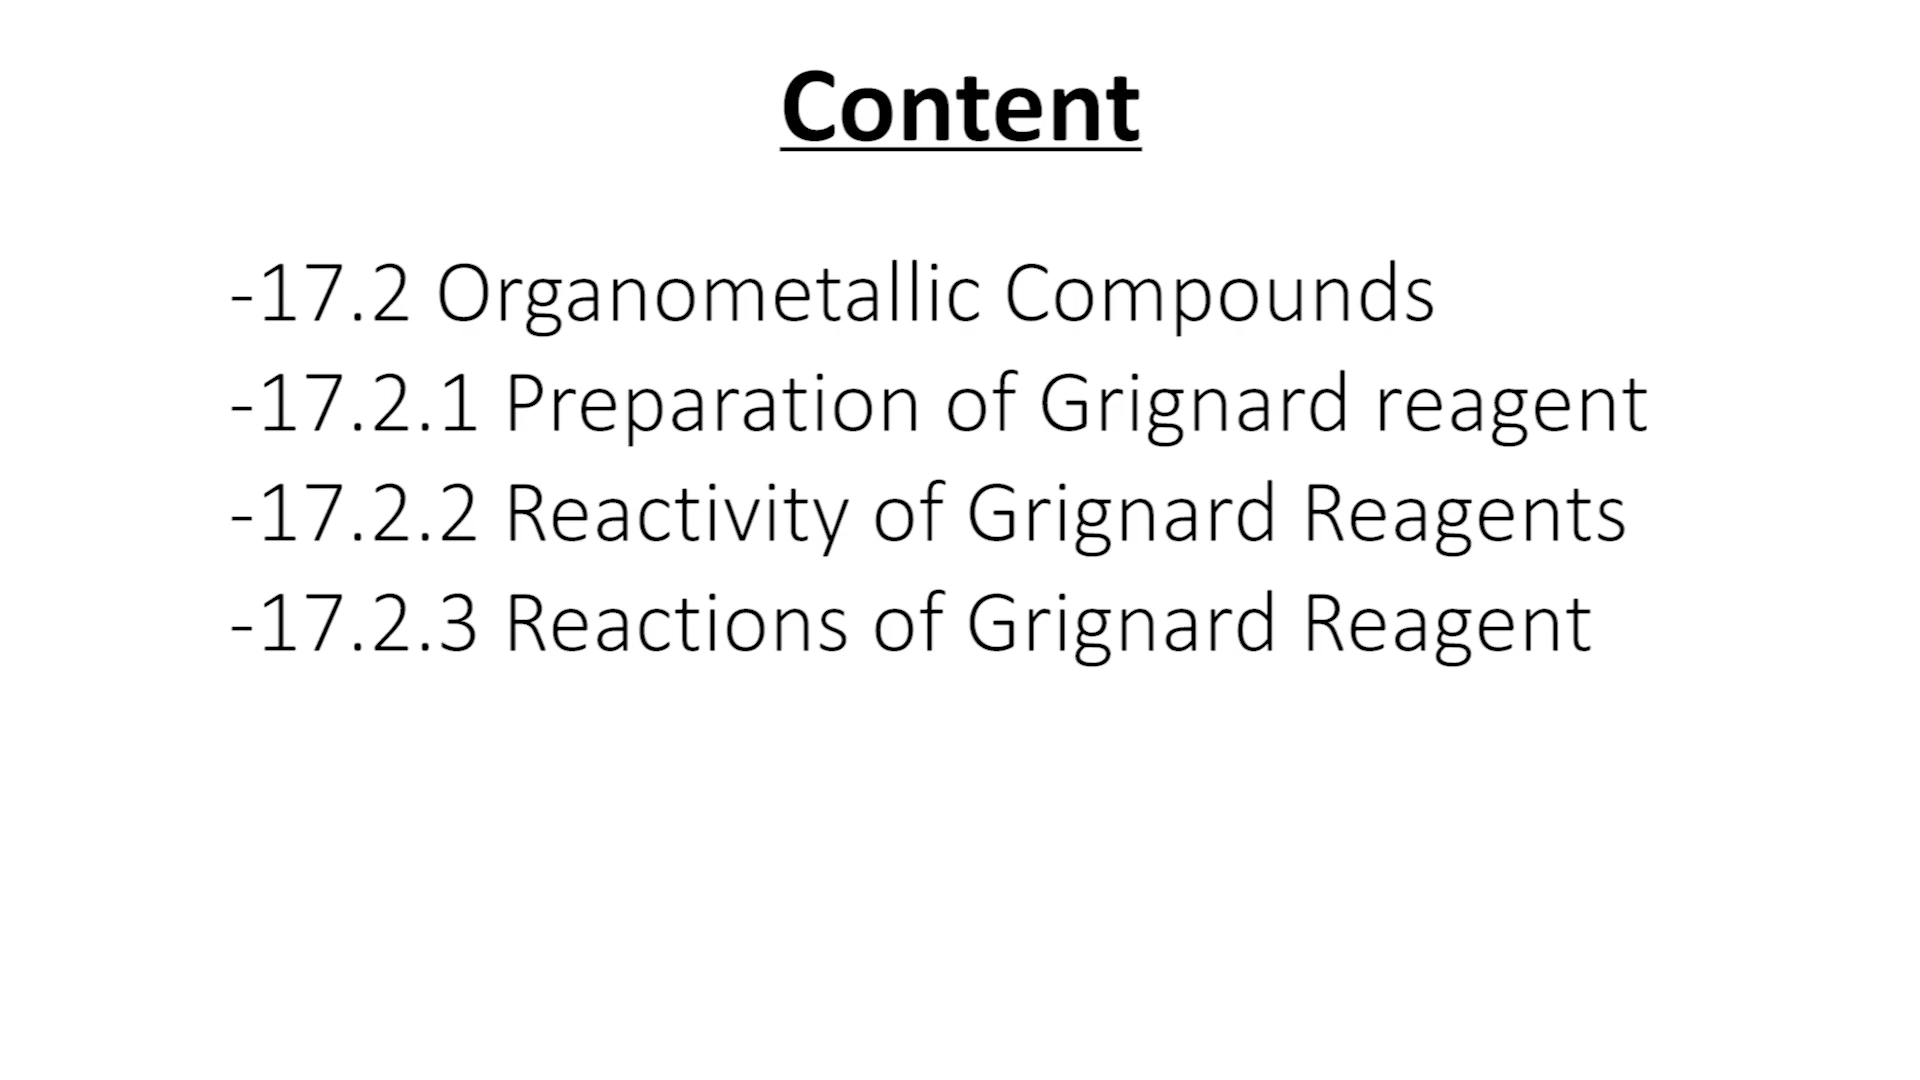 Content
-17.2 Organometallic Compounds
-17.2.1 Preparation of Grignard reagent
-17.2.2 Reactivity of Grignard Reagents
-17.2.3 Reactions of Grignard Reagent